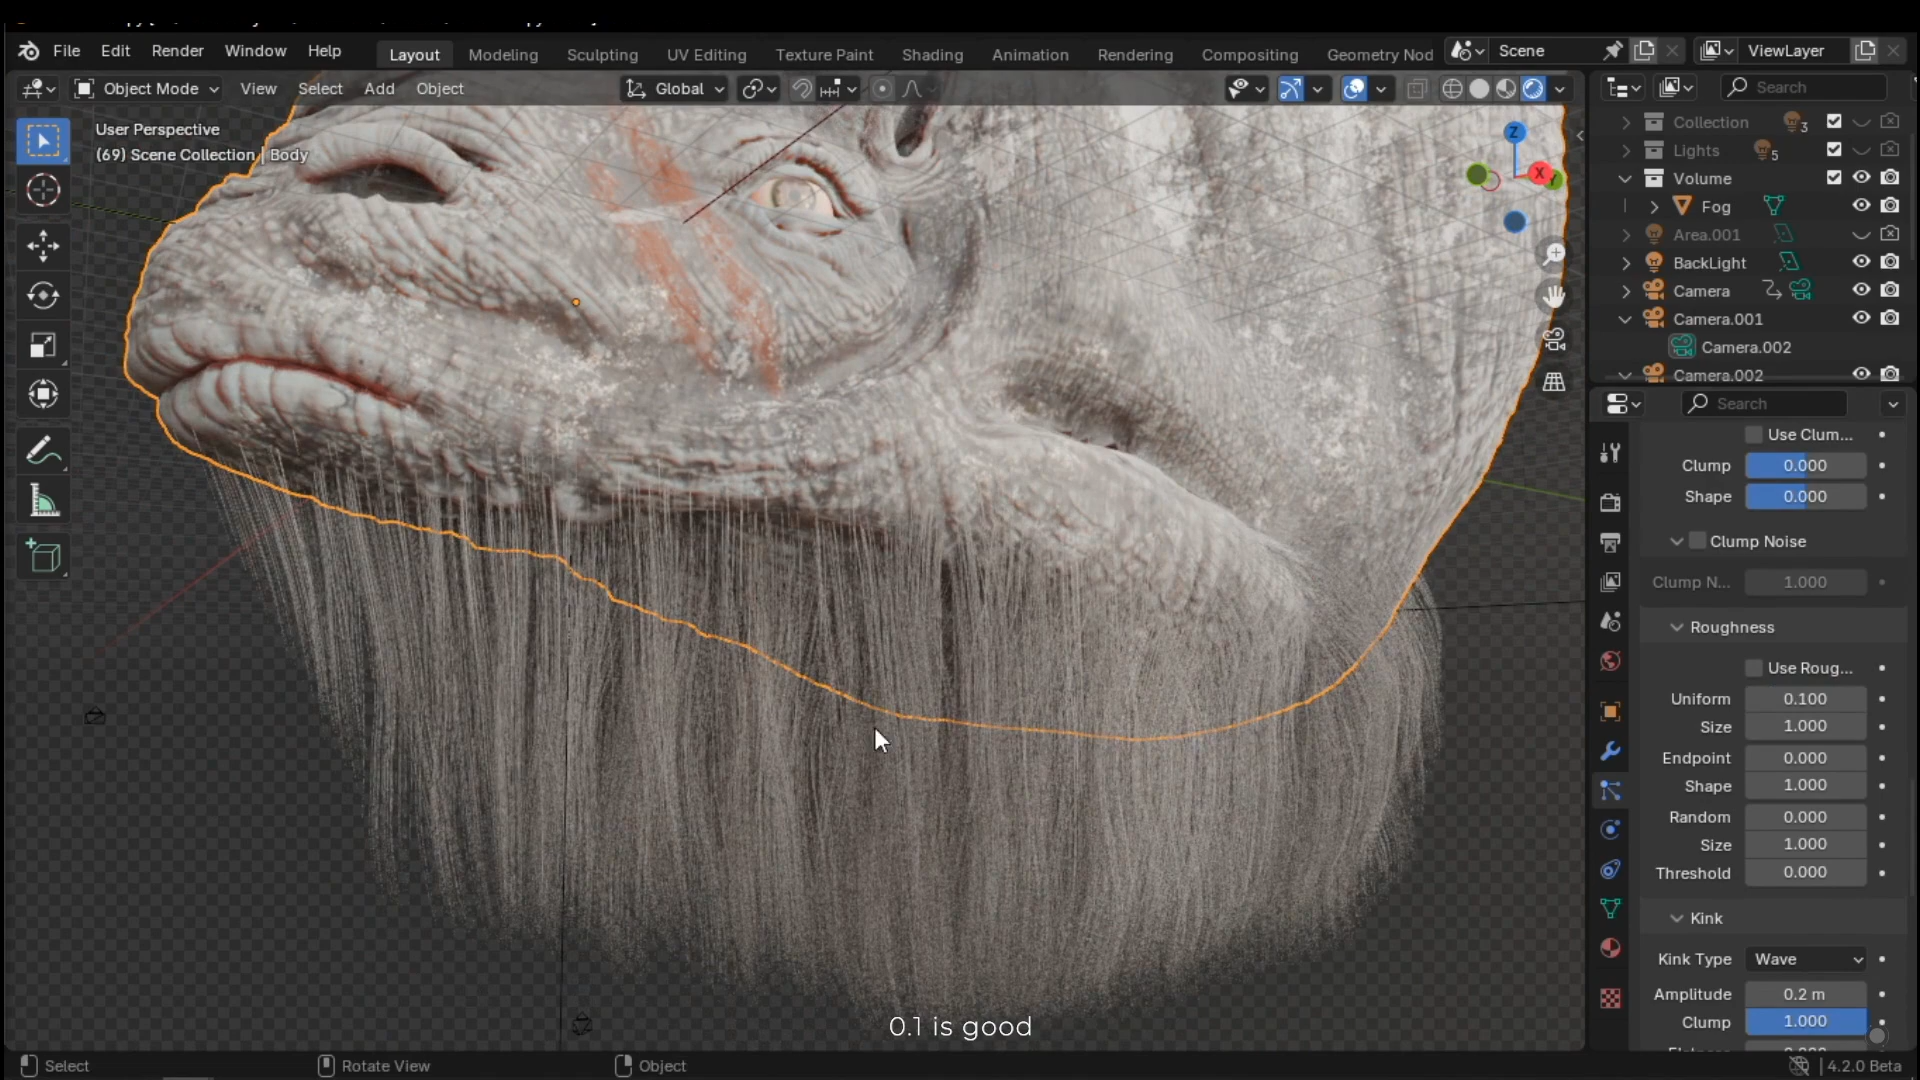 File Edit Render Window Help Layout Modeling Sculpting UV Editing Texture Paint Shading Animation Rendering Compositing Geometry Nod Scene ViewLayer
Object Mode View Select Add Object Global Search
User Perspective
(69) Scene Collection | Body
Z
X
Collection 3
Lights 5
Volume
Fog
Area.001
BackLight
Camera
Camera.001
Camera.002
Camera.002
Search
Use Clum...
Clump 0.000
Shape 0.000
Clump Noise
Clump N... 1.000
Roughness
Use Roug...
Uniform 0.100
Size 1.000
Endpoint 0.000
Shape 1.000
Random 0.000
Size 1.000
Threshold 0.000
Kink
Kink Type Wave
Amplitude 0.2 m
Clump 1.000
0.1 is good
Select Rotate View Object 4.2.0 Beta